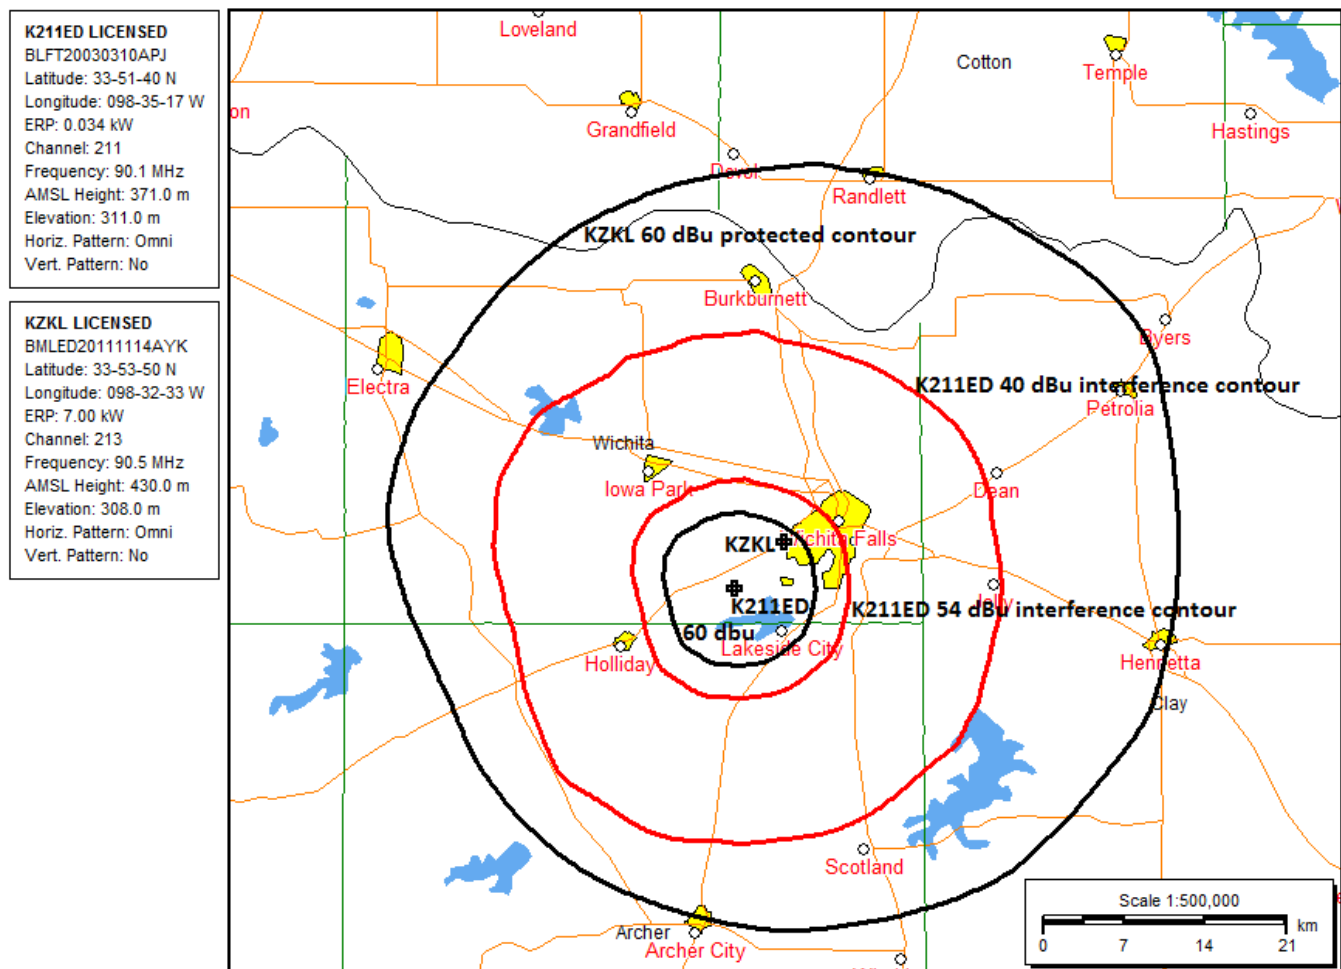 K211ED LICENSED
BLFT20030310APJ
Latitude: 33-51-40 N
Longitude: 098-35-17 W
ERP: 0.034 kW
Channel: 211
Frequency: 90.1 MHz
AMSL Height: 371.0 m
Elevation: 311.0 m
Horiz. Pattern: Omni
Vert. Pattern: No
KZKL LICENSED
BMLED20111114AYK
Latitude: 33-53-50 N
Longitude: 098-32-33 W
ERP: 7.00 kW
Channel: 213
Frequency: 90.5 MHz
AMSL Height: 430.0 m
Elevation: 308.0 m
Horiz. Pattern: Omni
Vert. Pattern: No
Loveland
Cotton
Temple
on
Grandfield
Hastings
Devol
Randlett
KZKL 60 dBu protected contour
Burkburnett
Byers
Electra
K211ED 40 dBu interference contour
Petrolia
Wichita
Iowa Park
Dean
KZKL
Wichita Falls
Jolly
K211ED
K211ED 54 dBu interference contour
60 dbu
Lakeside City
Holliday
Henrietta
Clay
Scotland
Archer
Archer City
Scale 1:500,000
km
0 7 14 21